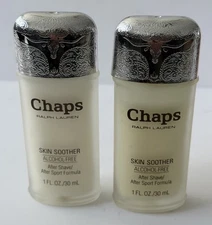 Chaps
RALPH LAUREN
SKIN SOOTHER
ALCOHOL-FREE
After Shave/
After Sport Formula
1 FL. OZ./30 mL
Chaps
RALPH LAUREN
SKIN SOOTHER
ALCOHOL-FREE
After Shave/
After Sport Formula
1 FL. OZ./30 mL